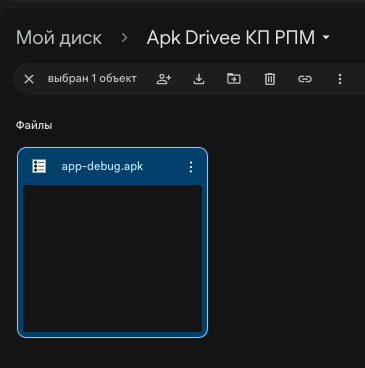 Мой диск > Apk Drivee КП РПМ
выбран 1 объект
Файлы
app-debug.apk